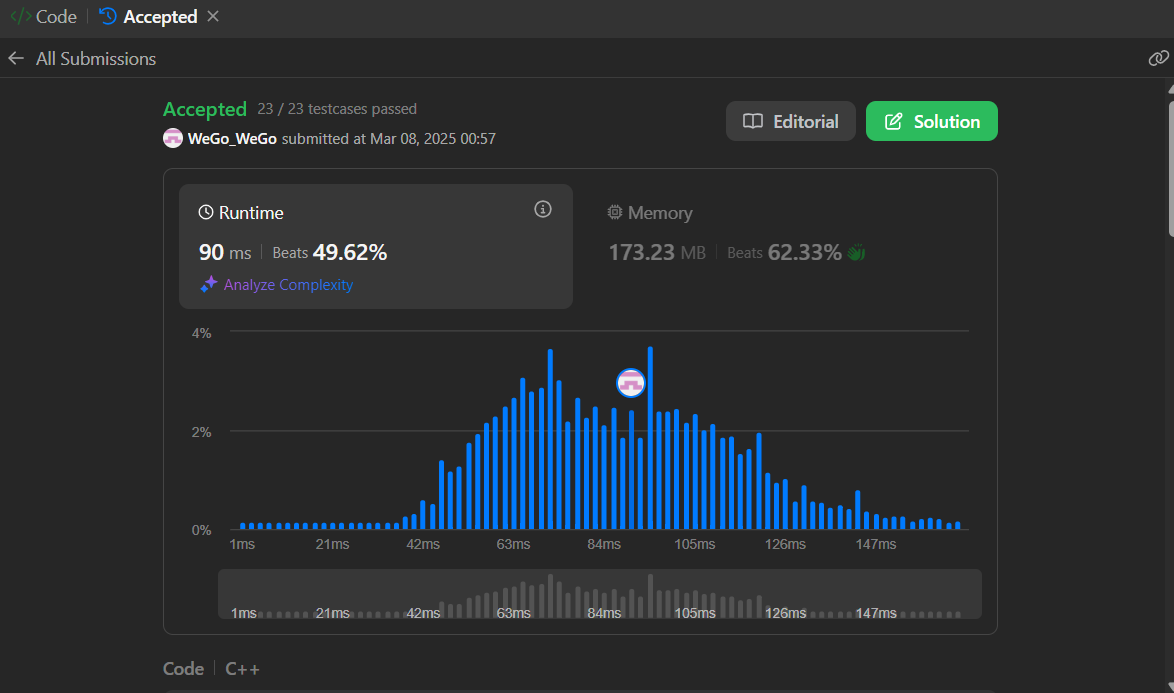 </> Code | Accepted ×
← All Submissions
Accepted 23 / 23 testcases passed
WeGo_WeGo submitted at Mar 08, 2025 00:57
Editorial
Solution
Runtime
90 ms | Beats 49.62%
Analyze Complexity
Memory
173.23 MB | Beats 62.33%
4%
2%
0%
1ms 21ms 42ms 63ms 84ms 105ms 126ms 147ms
1ms 21ms 42ms 63ms 84ms 105ms 126ms 147ms
Code | C++